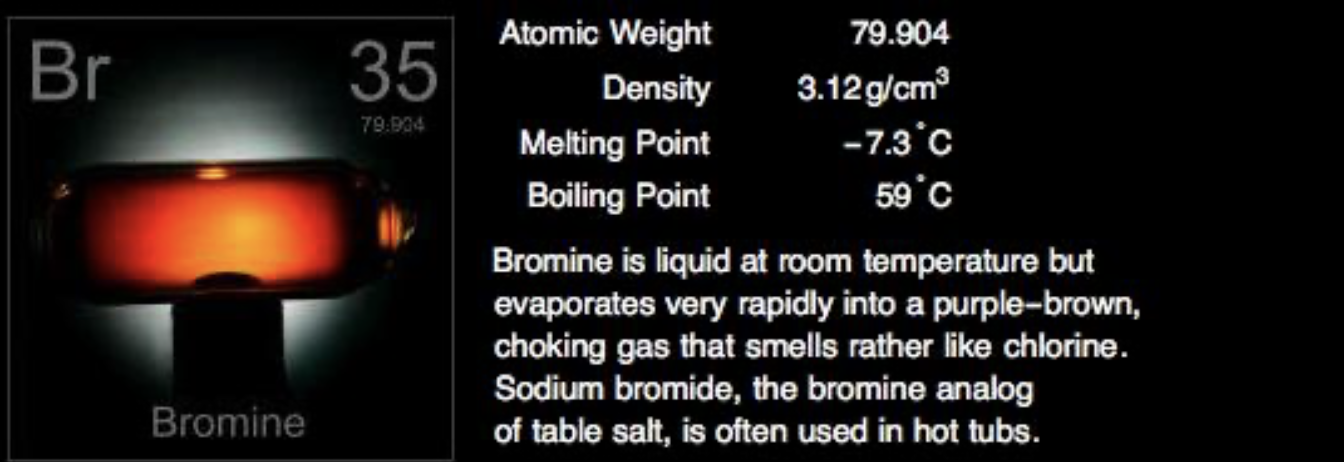 Br 35
79.904
Bromine
Atomic Weight 79.904
Density 3.12 g/cm³
Melting Point −7.3 °C
Boiling Point 59 °C
Bromine is liquid at room temperature but
evaporates very rapidly into a purple–brown,
choking gas that smells rather like chlorine.
Sodium bromide, the bromine analog
of table salt, is often used in hot tubs.